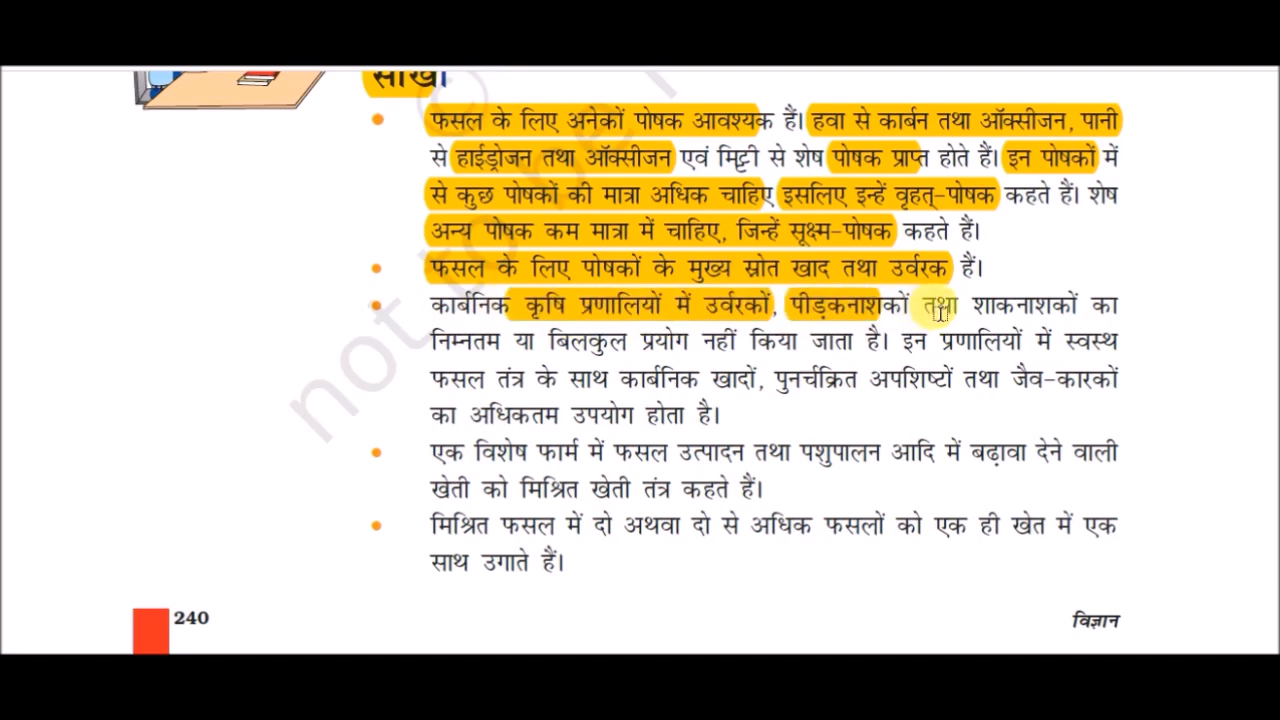 सीखा
फसल के लिए अनेकों पोषक आवश्यक हैं। हवा से कार्बन तथा ऑक्सीजन, पानी
से हाईड्रोजन तथा ऑक्सीजन एवं मिट्टी से शेष पोषक प्राप्त होते हैं। इन पोषकों में
से कुछ पोषकों की मात्रा अधिक चाहिए इसलिए इन्हें वृहत्-पोषक कहते हैं। शेष
अन्य पोषक कम मात्रा में चाहिए, जिन्हें सूक्ष्म-पोषक कहते हैं।
फसल के लिए पोषकों के मुख्य स्रोत खाद तथा उर्वरक हैं।
कार्बनिक कृषि प्रणालियों में उर्वरकों, पीड़कनाशकों तथा शाकनाशकों का
निम्नतम या बिलकुल प्रयोग नहीं किया जाता है। इन प्रणालियों में स्वस्थ
फसल तंत्र के साथ कार्बनिक खादों, पुनर्चक्रित अपशिष्टों तथा जैव-कारकों
का अधिकतम उपयोग होता है।
एक विशेष फार्म में फसल उत्पादन तथा पशुपालन आदि में बढ़ावा देने वाली
खेती को मिश्रित खेती तंत्र कहते हैं।
मिश्रित फसल में दो अथवा दो से अधिक फसलों को एक ही खेत में एक
साथ उगाते हैं।
240
विज्ञान
not to be r
©